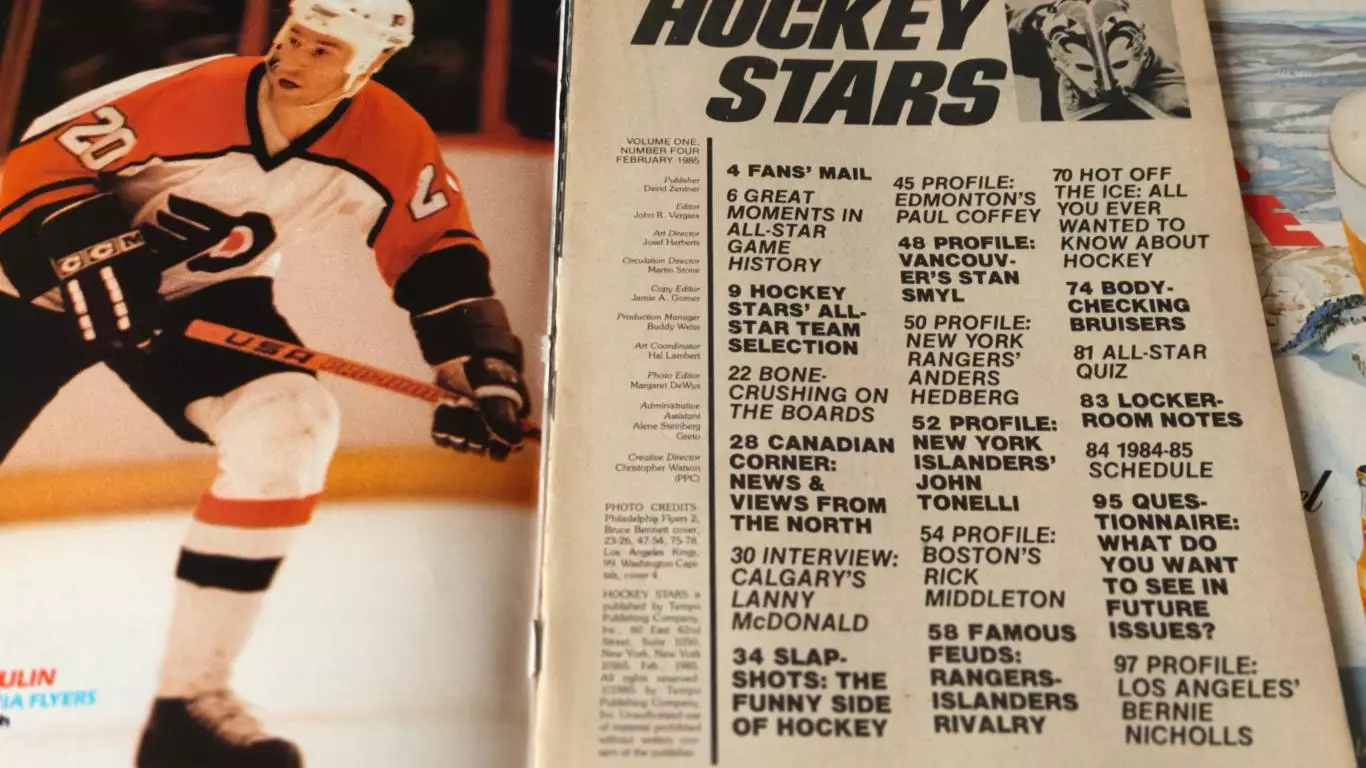 20
2
CCM
USA
ULIN
IA FLYERS
h
HOCKEY
STARS
VOLUME ONE,
NUMBER FOUR
FEBRUARY 1985
Publisher
David Zentner
Editor
John R. Vergara
Art Director
Josef Herberts
Circulation Director
Martin Stone
Copy Editor
Jamie A. Gomer
Production Manager
Buddy Weiss
Art Coordinator
Hal Lambert
Photo Editor
Margaret DeWys
Administrative
Assistant
Alene Steinberg
Creative Director
Christopher Watson
(PPC)
PHOTO CREDITS
Philadelphia Flyers 2,
Bruce Bennett cover,
23-26, 47-54, 75-78.
Los Angeles Kings,
99. Washington Capi-
tals, cover 4.
HOCKEY STARS is
published by Tempo
Publishing Company,
Inc., 60 East 42nd
Street, Suite 1050,
New York, New York
10165. Feb., 1985.
All rights reserved.
©1985 by Tempo
Publishing Company,
Inc. Unauthorized use
of material prohibited
without written con-
sent of the publisher.
4 FANS' MAIL
6 GREAT
MOMENTS IN
ALL-STAR
GAME
HISTORY
9 HOCKEY
STARS' ALL-
STAR TEAM
SELECTION
22 BONE-
CRUSHING ON
THE BOARDS
28 CANADIAN
CORNER:
NEWS &
VIEWS FROM
THE NORTH
30 INTERVIEW:
CALGARY'S
LANNY
McDONALD
34 SLAP-
SHOTS: THE
FUNNY SIDE
OF HOCKEY
45 PROFILE:
EDMONTON'S
PAUL COFFEY
48 PROFILE:
VANCOUV-
ER'S STAN
SMYL
50 PROFILE:
NEW YORK
RANGERS'
ANDERS
HEDBERG
52 PROFILE:
NEW YORK
ISLANDERS'
JOHN
TONELLI
54 PROFILE:
BOSTON'S
RICK
MIDDLETON
58 FAMOUS
FEUDS:
RANGERS-
ISLANDERS
RIVALRY
70 HOT OFF
THE ICE: ALL
YOU EVER
WANTED TO
KNOW ABOUT
HOCKEY
74 BODY-
CHECKING
BRUISERS
81 ALL-STAR
QUIZ
83 LOCKER-
ROOM NOTES
84 1984-85
SCHEDULE
95 QUES-
TIONNAIRE:
WHAT DO
YOU WANT
TO SEE IN
FUTURE
ISSUES?
97 PROFILE:
LOS ANGELES'
BERNIE
NICHOLLS